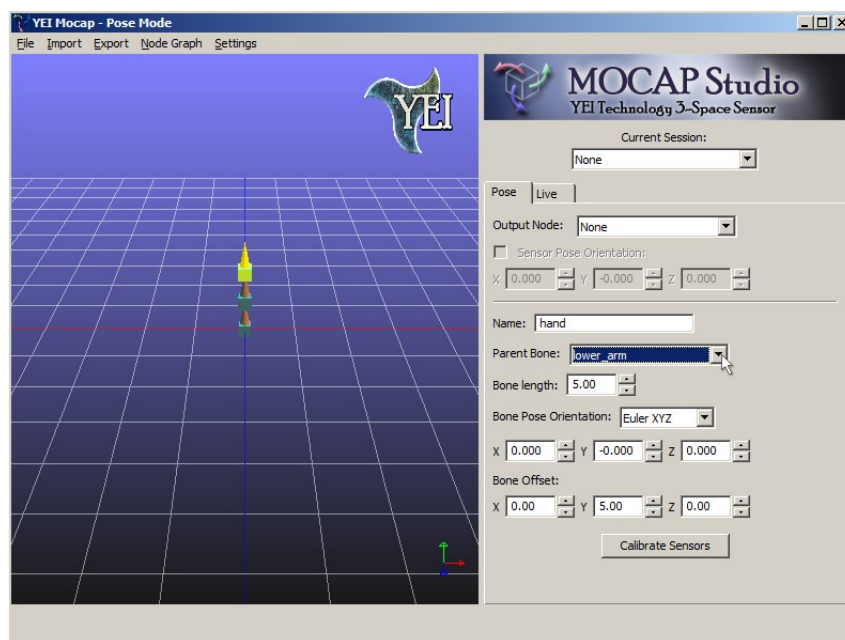 YEI Mocap - Pose Mode
File Import Export Node Graph Settings
YEI
MOCAP Studio
YEI Technology 3-Space Sensor
Current Session:
None
Pose Live
Output Node: None
Sensor Pose Orientation:
X 0.000 Y -0.000 Z 0.000
Name: hand
Parent Bone: lower_arm
Bone length: 5.00
Bone Pose Orientation: Euler XYZ
X 0.000 Y -0.000 Z 0.000
Bone Offset:
X 0.00 Y 5.00 Z 0.00
Calibrate Sensors